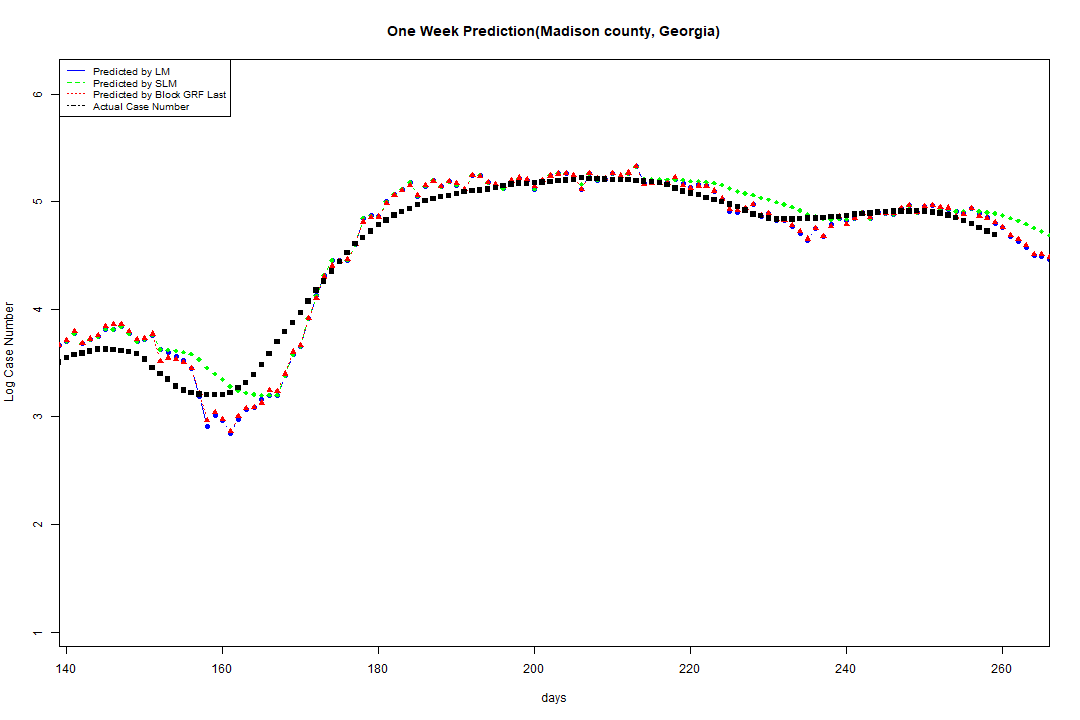 One Week Prediction(Madison county, Georgia)
Predicted by LM
Predicted by SLM
Predicted by Block GRF Last
Actual Case Number
6
5
4
3
2
1
Log Case Number
140 160 180 200 220 240 260
days